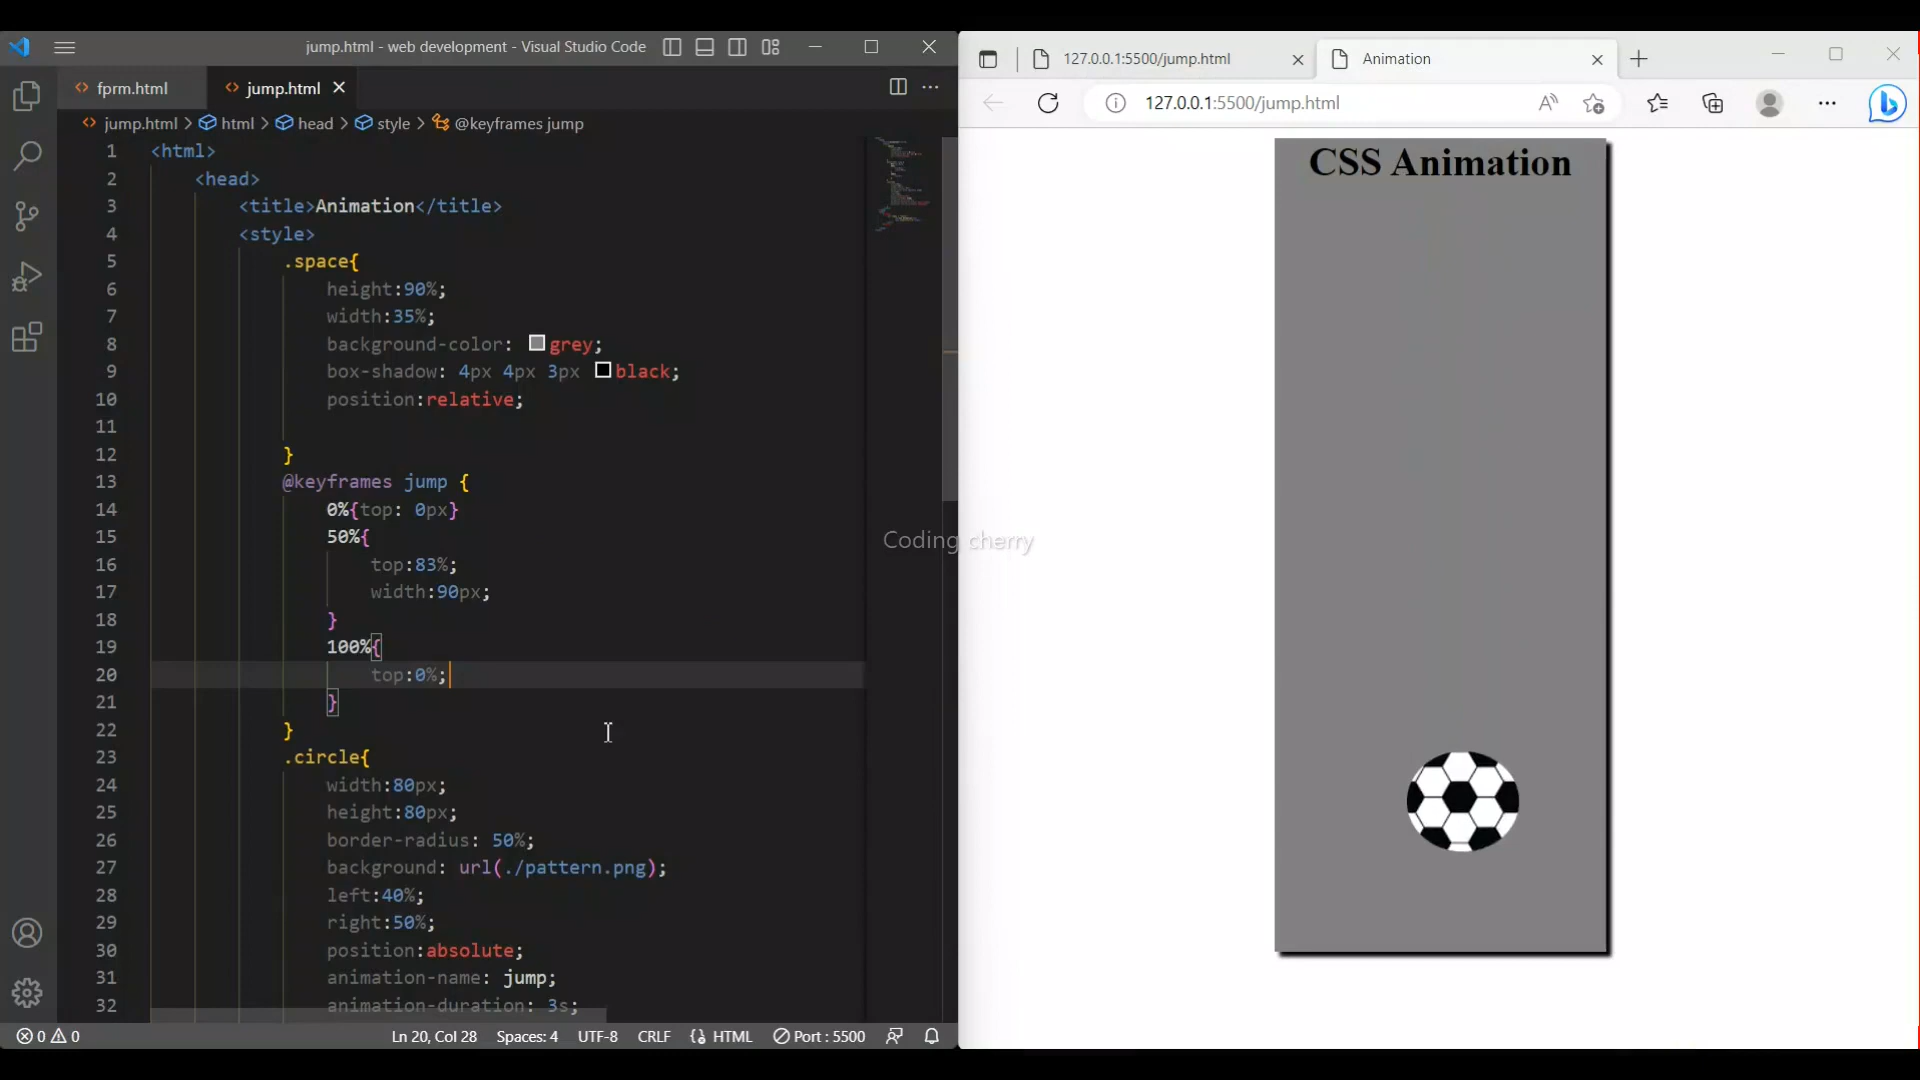 jump.html - web development - Visual Studio Code
fprm.html
jump.html
jump.html > html > head > style > @keyframes jump
1 <html>
2 <head>
3 <title>Animation</title>
4 <style>
5 .space{
6 height:90%;
7 width:35%;
8 background-color: grey;
9 box-shadow: 4px 4px 3px black;
10 position:relative;
11
12 }
13 @keyframes jump {
14 0%{top: 0px}
15 50%{
16 top:83%;
17 width:90px;
18 }
19 100%{
20 top:0%;
21 }
22 }
23 .circle{
24 width:80px;
25 height:80px;
26 border-radius: 50%;
27 background: url(./pattern.png);
28 left:40%;
29 right:50%;
30 position:absolute;
31 animation-name: jump;
32 animation-duration: 3s;
0 0 Ln 20, Col 28 Spaces: 4 UTF-8 CRLF HTML Port : 5500
Coding cherry
127.0.0.1:5500/jump.html
Animation
127.0.0.1:5500/jump.html
CSS Animation